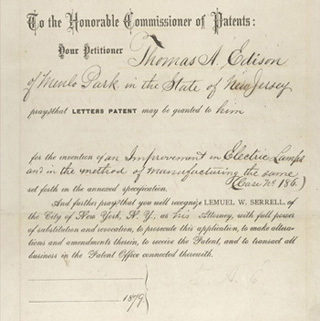 To the Honorable Commissioner of Patents:
Your Petitioner Thomas A. Edison
of Menlo Park in the State of New Jersey
prays that LETTERS PATENT may be granted to him
for the invention of an Improvement in Electric Lamps
and in the method of manufacturing the same
(Case No 186.)
set forth in the annexed specification.
And further prays that you will recognize LEMUEL W. SERRELL, of
the City of New York, N. Y., as his Attorney, with full power
of substitution and revocation, to prosecute this application, to make altera-
tions and amendments therein, to receive the Patent, and to transact all
business in the Patent Office connected therewith.
1879